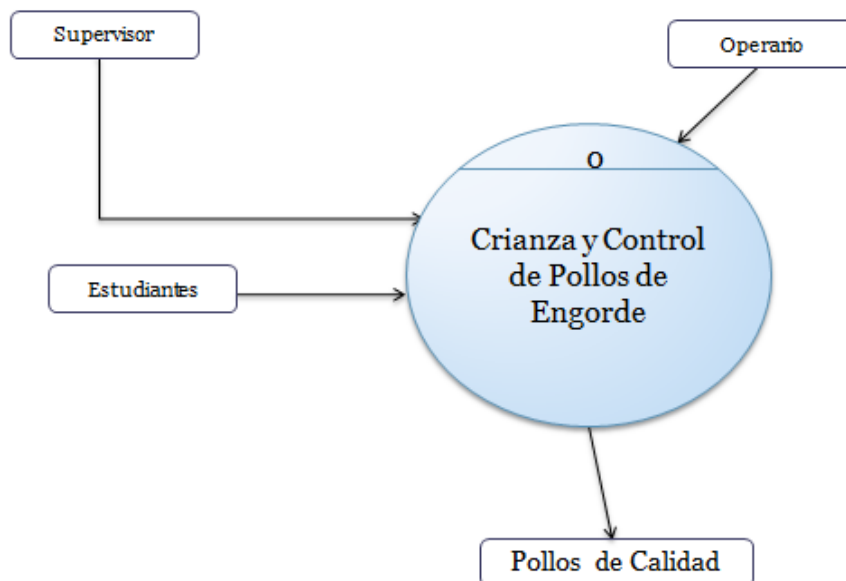 Supervisor
Operario
0
Crianza y Control
de Pollos de
Engorde
Estudiantes
Pollos de Calidad